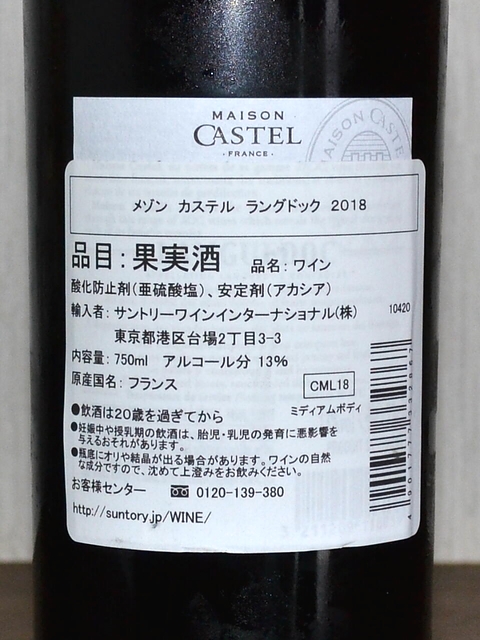 MAISON
CASTEL
・FRANCE・
MAISON CASTEL
メゾン カステル ラングドック 2018
品目：果実酒 品名：ワイン
酸化防止剤（亜硫酸塩）、安定剤（アカシア）
輸入者：サントリーワインインターナショナル（株） 10420
東京都港区台場2丁目3-3
内容量：750ml アルコール分 13%
原産国名：フランス
CML18
ミディアムボディ
●飲酒は20歳を過ぎてから
●妊娠中や授乳期の飲酒は、胎児・乳児の発育に悪影響を
与えるおそれがあります。
●瓶底にオリや結晶が出る場合があります。ワインの自然
な成分ですので、沈めて上澄みをお飲みください。
お客様センター 0120-139-380
http://suntory.jp/WINE/